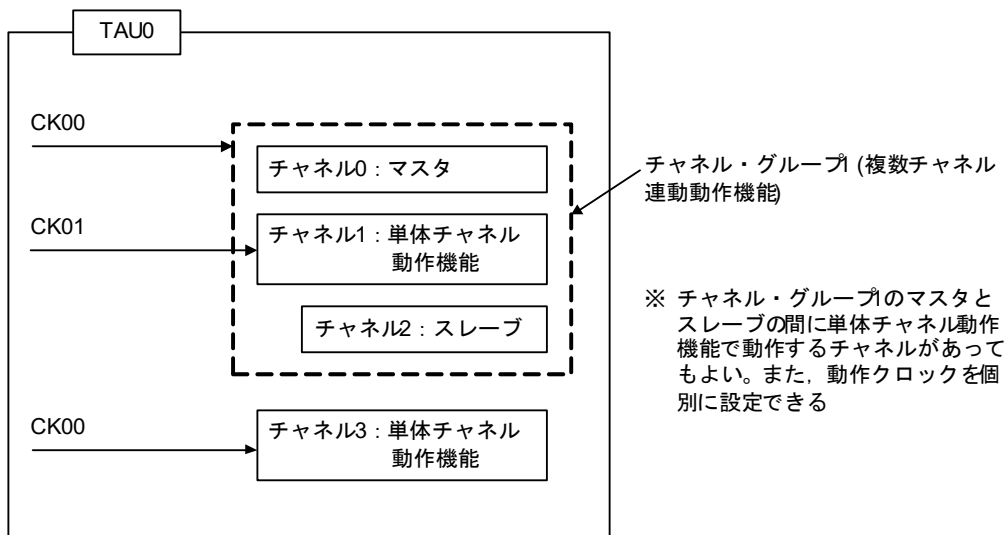 TAU0
CK00
チャネル0：マスタ
CK01
チャネル1：単体チャネル
動作機能
チャネル2：スレーブ
CK00
チャネル3：単体チャネル
動作機能
チャネル・グループ1 (複数チャネル
連動動作機能)
※ チャネル・グループ1のマスタと
スレーブの間に単体チャネル動作
機能で動作するチャネルがあって
もよい。また，動作クロックを個
別に設定できる